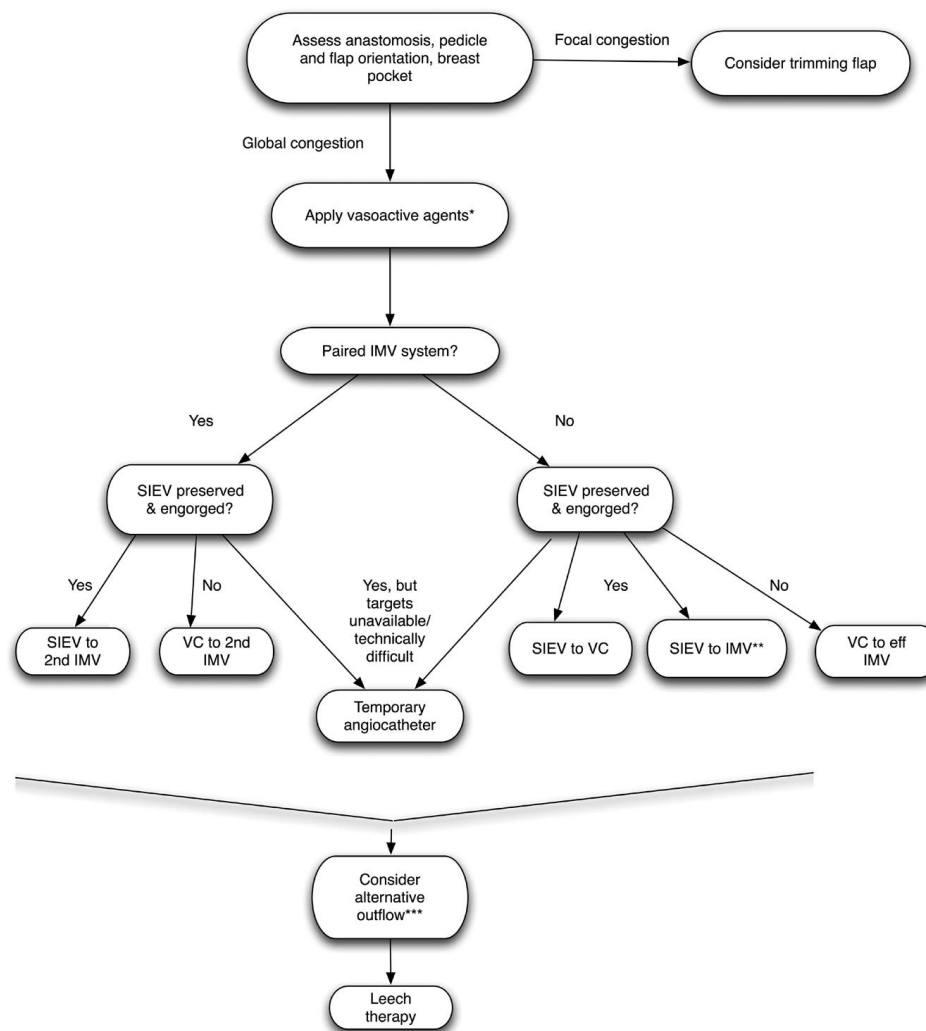 Assess anastomosis, pedicle
and flap orientation, breast
pocket
Focal congestion
Consider trimming flap
Global congestion
Apply vasoactive agents*
Paired IMV system?
Yes
No
SIEV preserved
& engorged?
SIEV preserved
& engorged?
Yes
No
Yes, but
targets
unavailable/
technically
difficult
Yes
No
SIEV to
2nd IMV
VC to 2nd
IMV
SIEV to VC
SIEV to IMV**
VC to eff
IMV
Temporary
angiocatheter
Consider
alternative
outflow***
Leech
therapy